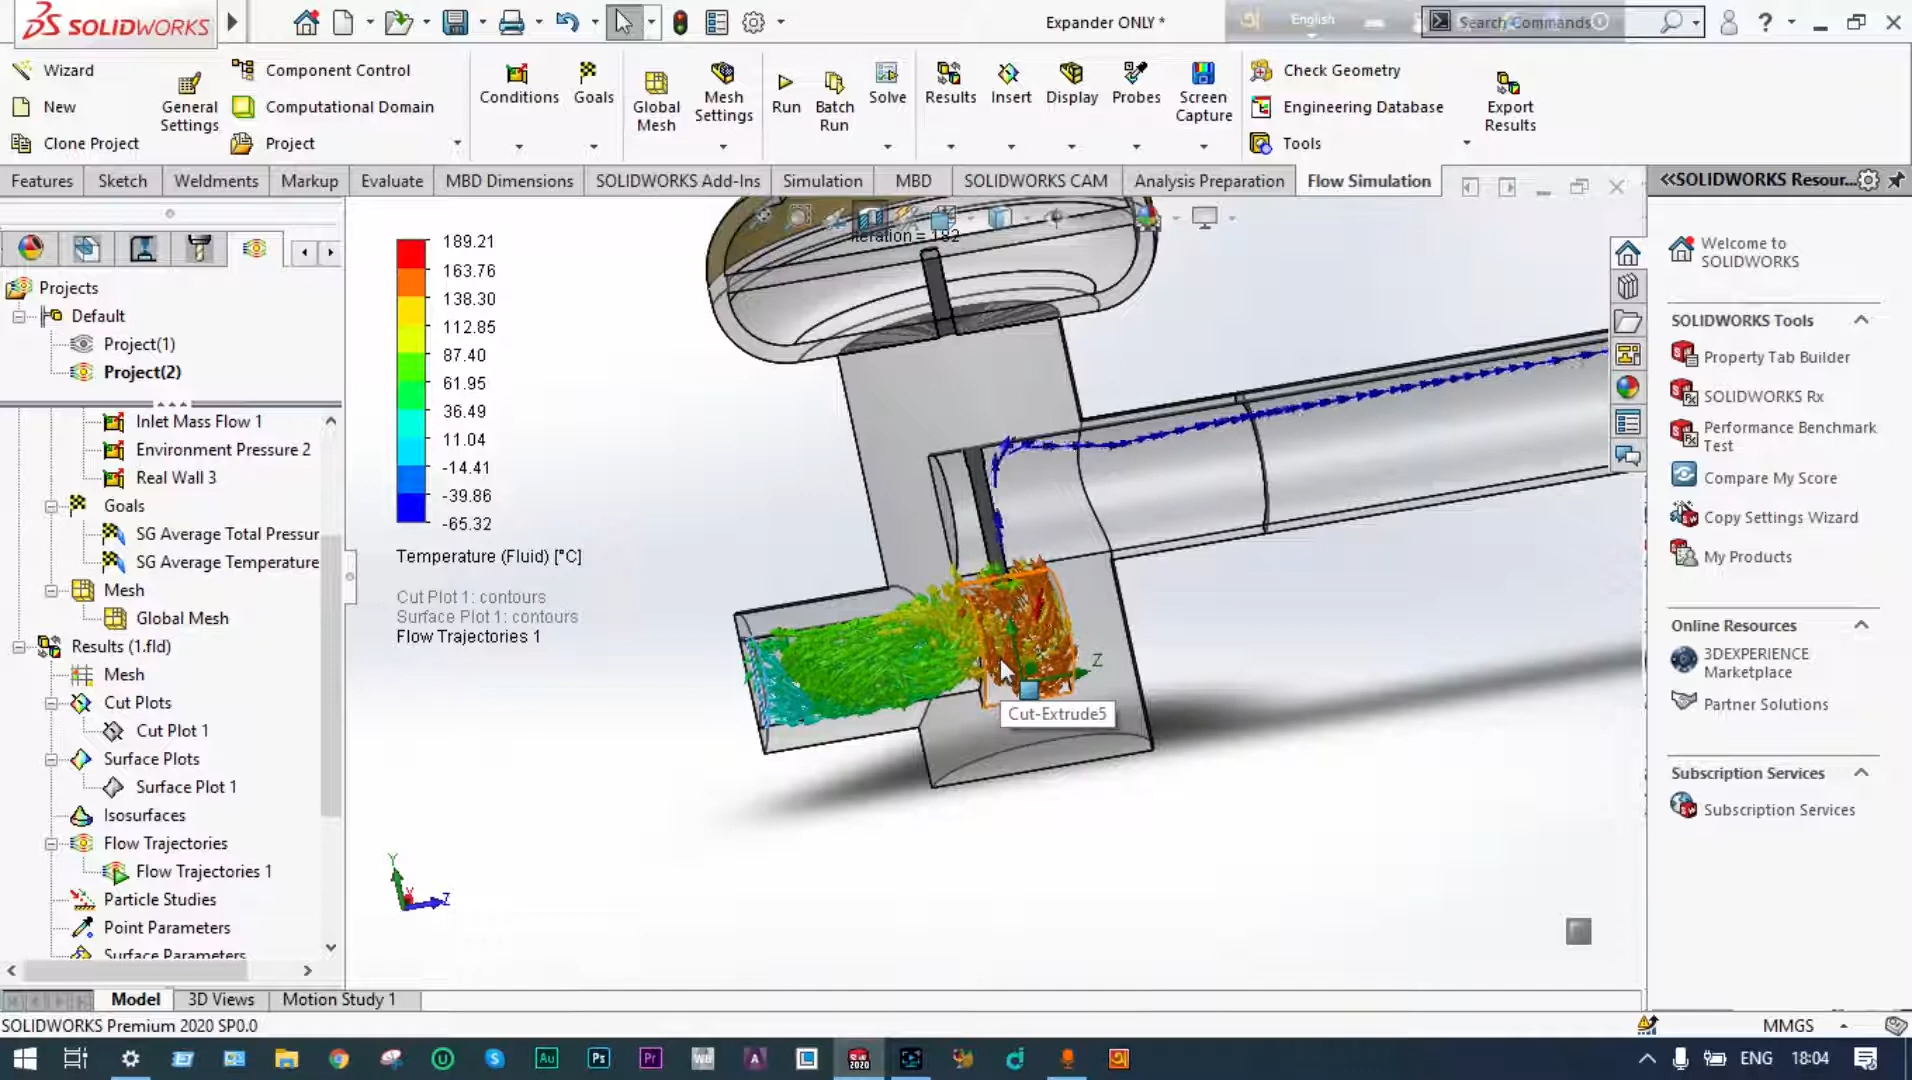 SOLIDWORKS
Expander ONLY *
English
Search Commands
Wizard
New
Clone Project
General Settings
Component Control
Computational Domain
Project
Conditions
Goals
Global Mesh
Mesh Settings
Run
Batch Run
Solve
Results
Insert
Display
Probes
Screen Capture
Check Geometry
Engineering Database
Tools
Export Results
Features
Sketch
Weldments
Markup
Evaluate
MBD Dimensions
SOLIDWORKS Add-Ins
Simulation
MBD
SOLIDWORKS CAM
Analysis Preparation
Flow Simulation
Projects
Default
Project(1)
Project(2)
Inlet Mass Flow 1
Environment Pressure 2
Real Wall 3
Goals
SG Average Total Pressur
SG Average Temperature
Mesh
Global Mesh
Results (1.fld)
Mesh
Cut Plots
Cut Plot 1
Surface Plots
Surface Plot 1
Isosurfaces
Flow Trajectories
Flow Trajectories 1
Particle Studies
Point Parameters
Surface Parameters
Iteration = 182
189.21
163.76
138.30
112.85
87.40
61.95
36.49
11.04
-14.41
-39.86
-65.32
Temperature (Fluid) [°C]
Cut Plot 1: contours
Surface Plot 1: contours
Flow Trajectories 1
Z
Cut-Extrude5
Y
Z
<<SOLIDWORKS Resour...
Welcome to
SOLIDWORKS
SOLIDWORKS Tools
Property Tab Builder
SOLIDWORKS Rx
Performance Benchmark
Test
Compare My Score
Copy Settings Wizard
My Products
Online Resources
3DEXPERIENCE
Marketplace
Partner Solutions
Subscription Services
Subscription Services
Model
3D Views
Motion Study 1
SOLIDWORKS Premium 2020 SP0.0
MMGS
ENG
18:04